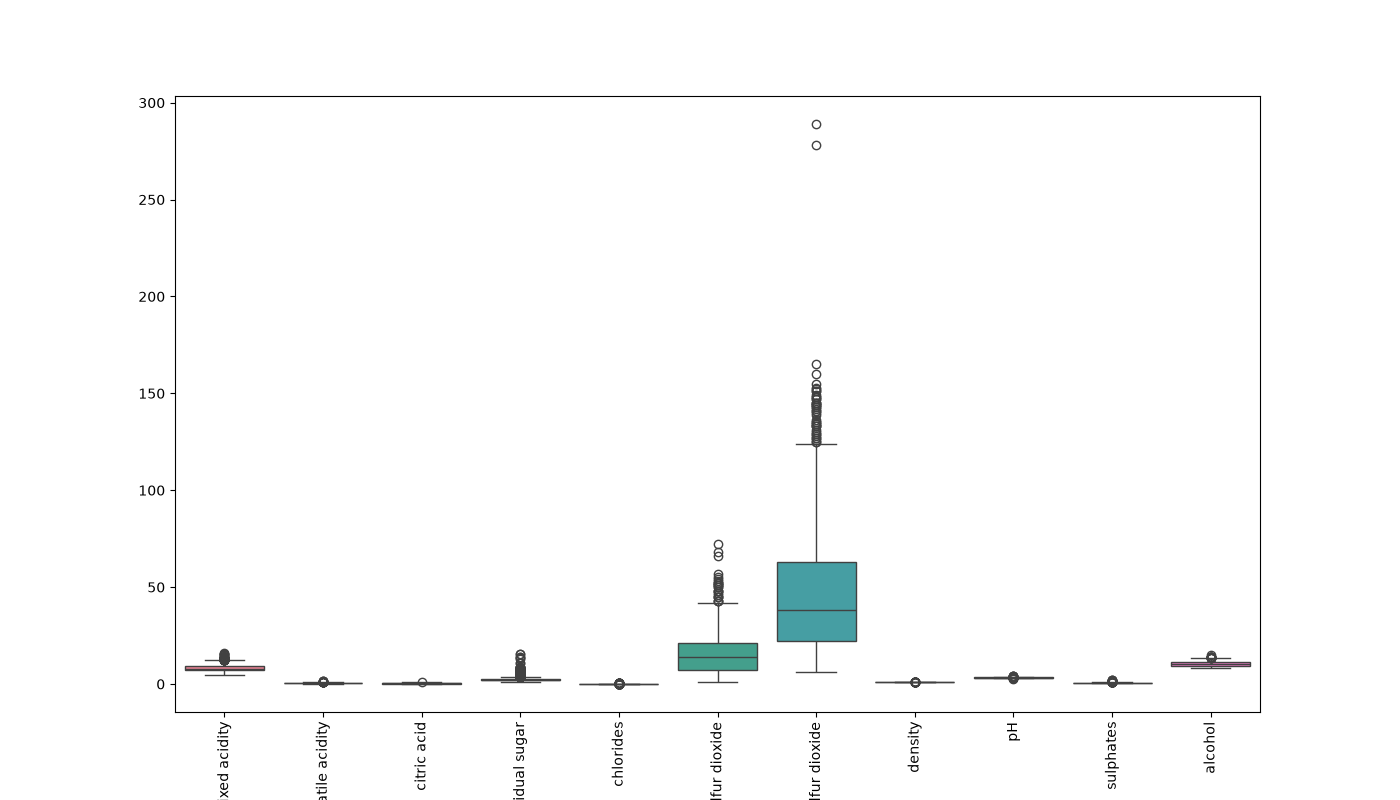 300
250
200
150
100
50
0
ixed acidity
atile acidity
citric acid
idual sugar
chlorides
lfur dioxide
lfur dioxide
density
pH
sulphates
alcohol